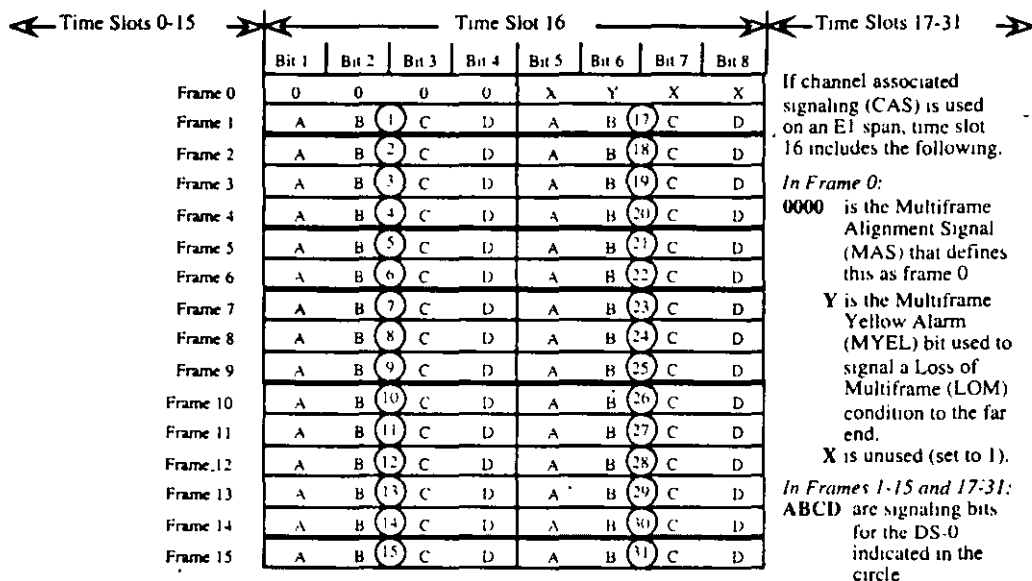 Time Slots 0-15 Time Slot 16 Time Slots 17-31
Bit 1 Bit 2 Bit 3 Bit 4 Bit 5 Bit 6 Bit 7 Bit 8
Frame 0 0 0 0 0 X Y X X
Frame 1 A B 1 C D A B 17 C D
Frame 2 A B 2 C D A B 18 C D
Frame 3 A B 3 C D A B 19 C D
Frame 4 A B 4 C D A B 20 C D
Frame 5 A B 5 C D A B 21 C D
Frame 6 A B 6 C D A B 22 C D
Frame 7 A B 7 C D A B 23 C D
Frame 8 A B 8 C D A B 24 C D
Frame 9 A B 9 C D A B 25 C D
Frame 10 A B 10 C D A B 26 C D
Frame 11 A B 11 C D A B 27 C D
Frame 12 A B 12 C D A B 28 C D
Frame 13 A B 13 C D A B 29 C D
Frame 14 A B 14 C D A B 30 C D
Frame 15 A B 15 C D A B 31 C D
If channel associated
signaling (CAS) is used
on an E1 span, time slot
16 includes the following.
In Frame 0:
0000 is the Multiframe
Alignment Signal
(MAS) that defines
this as frame 0
Y is the Multiframe
Yellow Alarm
(MYEL) bit used to
signal a Loss of
Multiframe (LOM)
condition to the far
end.
X is unused (set to 1).
In Frames 1-15 and 17-31:
ABCD are signaling bits
for the DS-0
indicated in the
circle